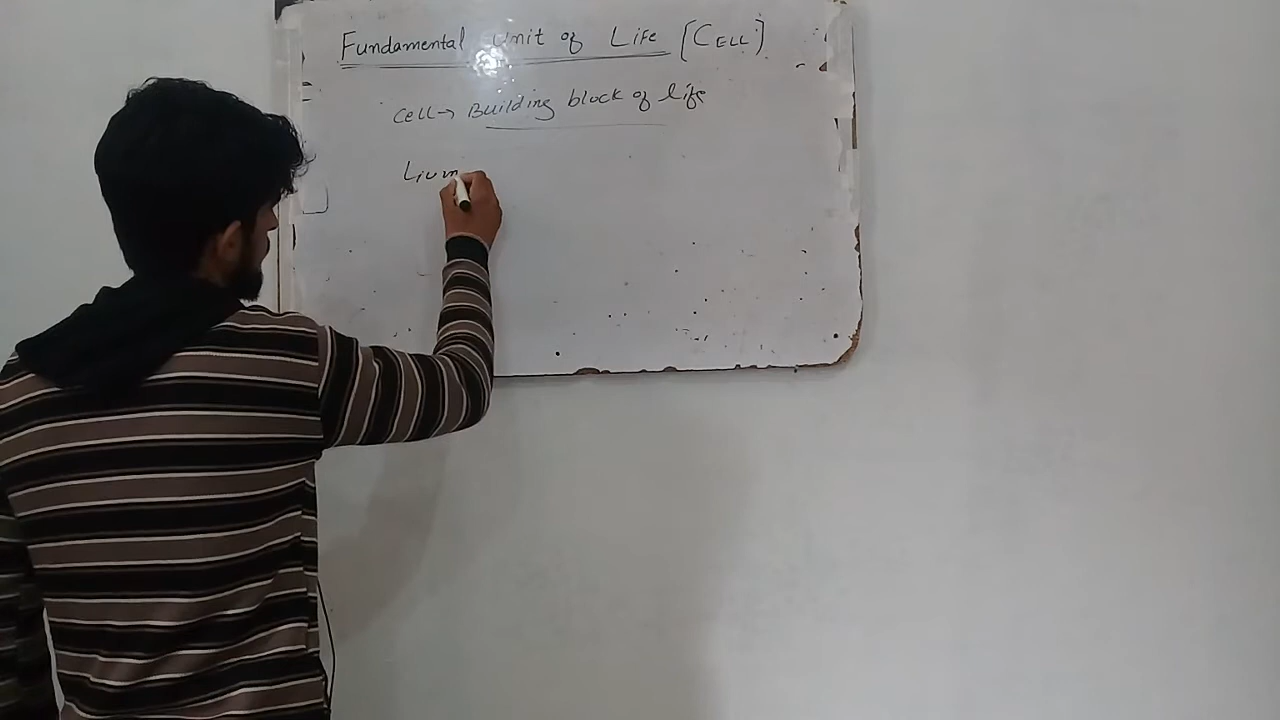 Fundamental Unit of Life [CELL]
Cell → Building block of life